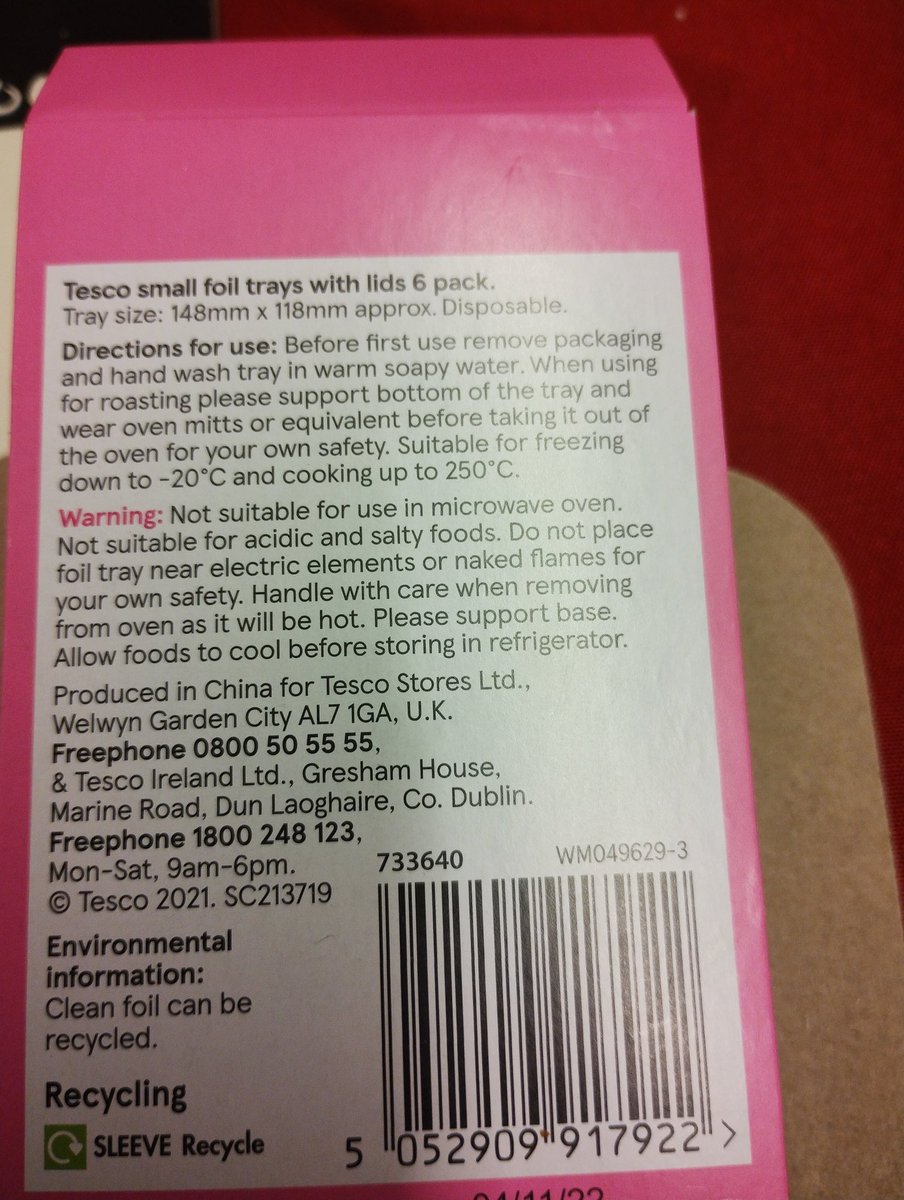 Tesco small foil trays with lids 6 pack.
Tray size: 148mm x 118mm approx. Disposable.
Directions for use: Before first use remove packaging
and hand wash tray in warm soapy water. When using
for roasting please support bottom of the tray and
wear oven mitts or equivalent before taking it out of
the oven for your own safety. Suitable for freezing
down to -20°C and cooking up to 250°C.
Warning: Not suitable for use in microwave oven.
Not suitable for acidic and salty foods. Do not place
foil tray near electric elements or naked flames for
your own safety. Handle with care when removing
from oven as it will be hot. Please support base.
Allow foods to cool before storing in refrigerator.
Produced in China for Tesco Stores Ltd.,
Welwyn Garden City AL7 1GA, U.K.
Freephone 0800 50 55 55,
& Tesco Ireland Ltd., Gresham House,
Marine Road, Dun Laoghaire, Co. Dublin.
Freephone 1800 248 123,
Mon-Sat, 9am-6pm.
© Tesco 2021. SC213719
733640
WM049629-3
Environmental
information:
Clean foil can be
recycled.
Recycling
SLEEVE Recycle
5 052909 917922 >